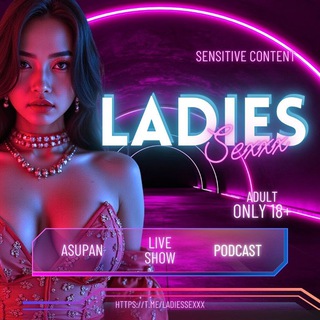 SENSITIVE CONTENT
LADIES
Sexxx
ADULT
ONLY 18+
ASUPAN
LIVE
SHOW
PODCAST
HTTPS://T.ME/LADIESSEXXX